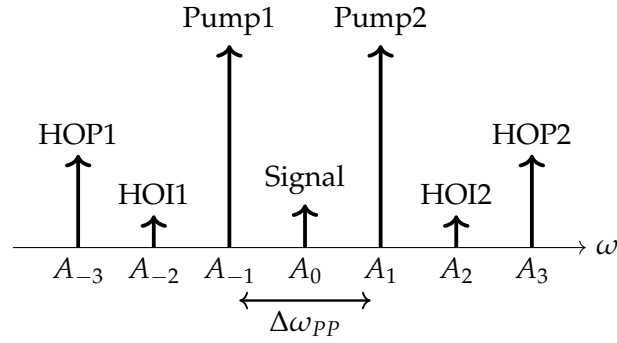 Pump1 Pump2
HOP1 HOP2
Signal
HOI1 HOI2
ω
A₋₃ A₋₂ A₋₁ A₀ A₁ A₂ A₃
Δω_PP